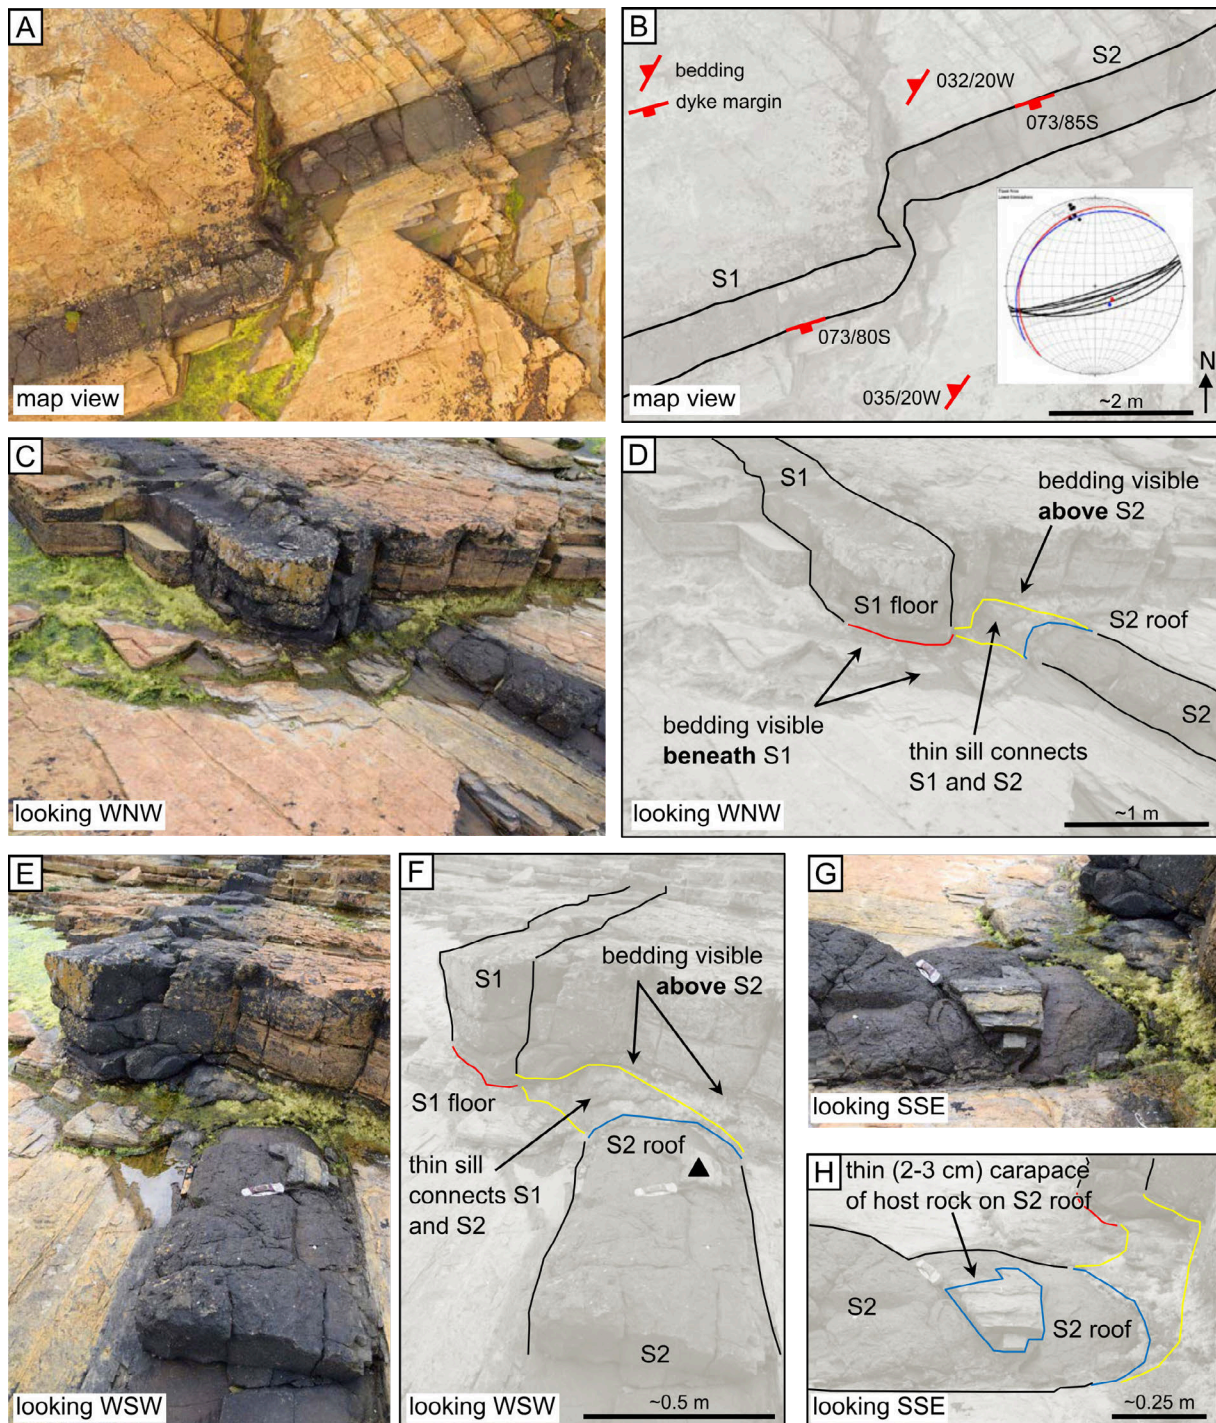 A
map view
B
bedding
dyke margin
032/20W
S2
073/85S
S1
073/80S
035/20W
N
map view
~2 m
C
looking WNW
D
S1
bedding visible
above S2
S1 floor
S2 roof
bedding visible
beneath S1
thin sill connects
S1 and S2
S2
looking WNW
~1 m
E
looking WSW
F
S1
bedding visible
above S2
S1 floor
S2 roof
thin sill
connects S1
and S2
S2
looking WSW
~0.5 m
G
looking SSE
H
thin (2-3 cm) carapace
of host rock on S2 roof
S2
S2 roof
looking SSE
~0.25 m